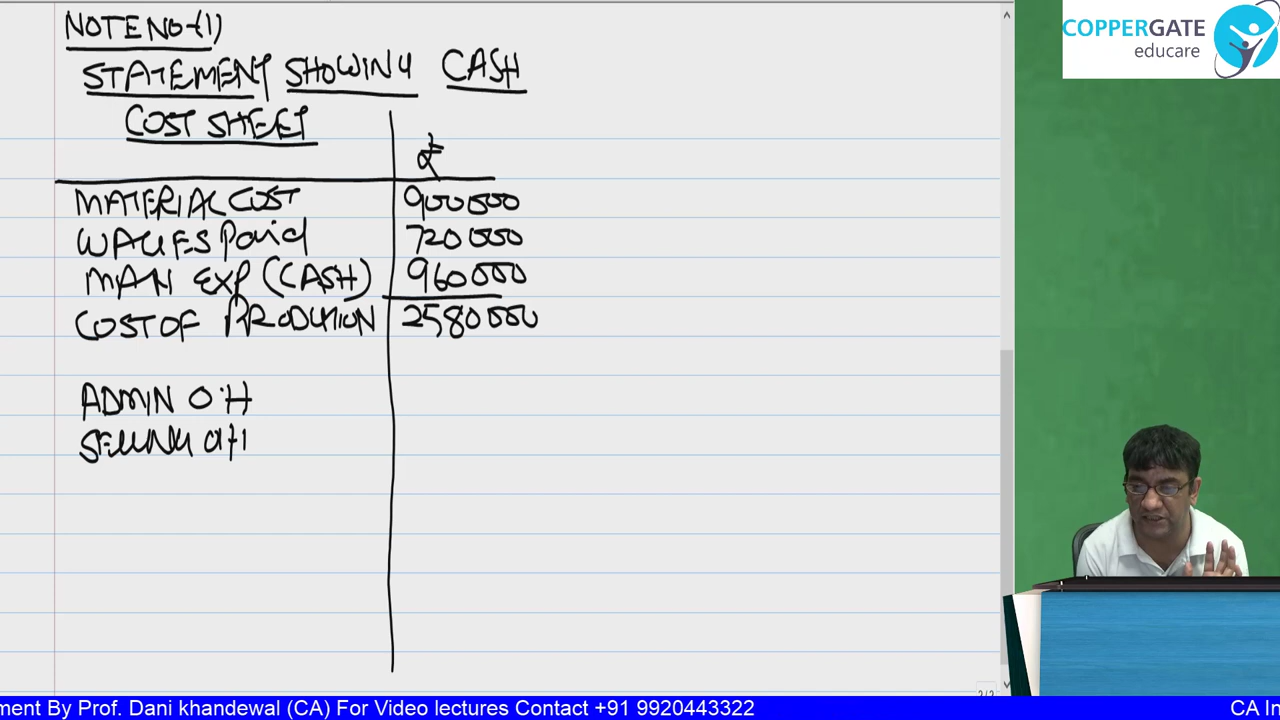 NOTE NO-(1)
STATEMENT SHOWING CASH
COST SHEET
₹
MATERIAL COST 900000
WAGES Paid 720000
MAN EXP (CASH) 960000
COST OF PRODUCTION 2580000
ADMIN O.H
SELLING O.H
COPPERGATE
educare
2/2
ment By Prof. Dani khandewal (CA) For Video lectures Contact +91 9920443322 CA In